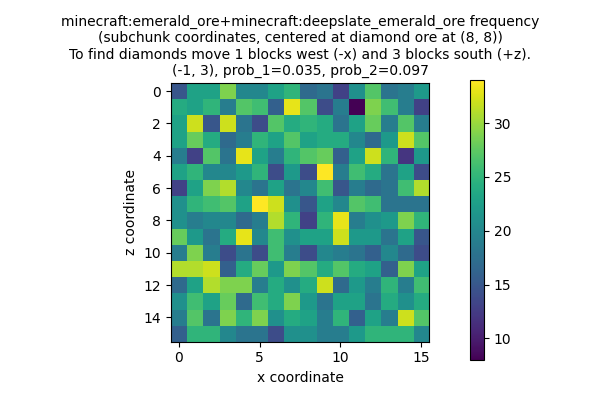 minecraft:emerald_ore+minecraft:deepslate_emerald_ore frequency
(subchunk coordinates, centered at diamond ore at (8, 8))
To find diamonds move 1 blocks west (-x) and 3 blocks south (+z).
(-1, 3), prob_1=0.035, prob_2=0.097
0
2
4
6
8
10
12
14
z coordinate
0
5
10
15
x coordinate
30
25
20
15
10